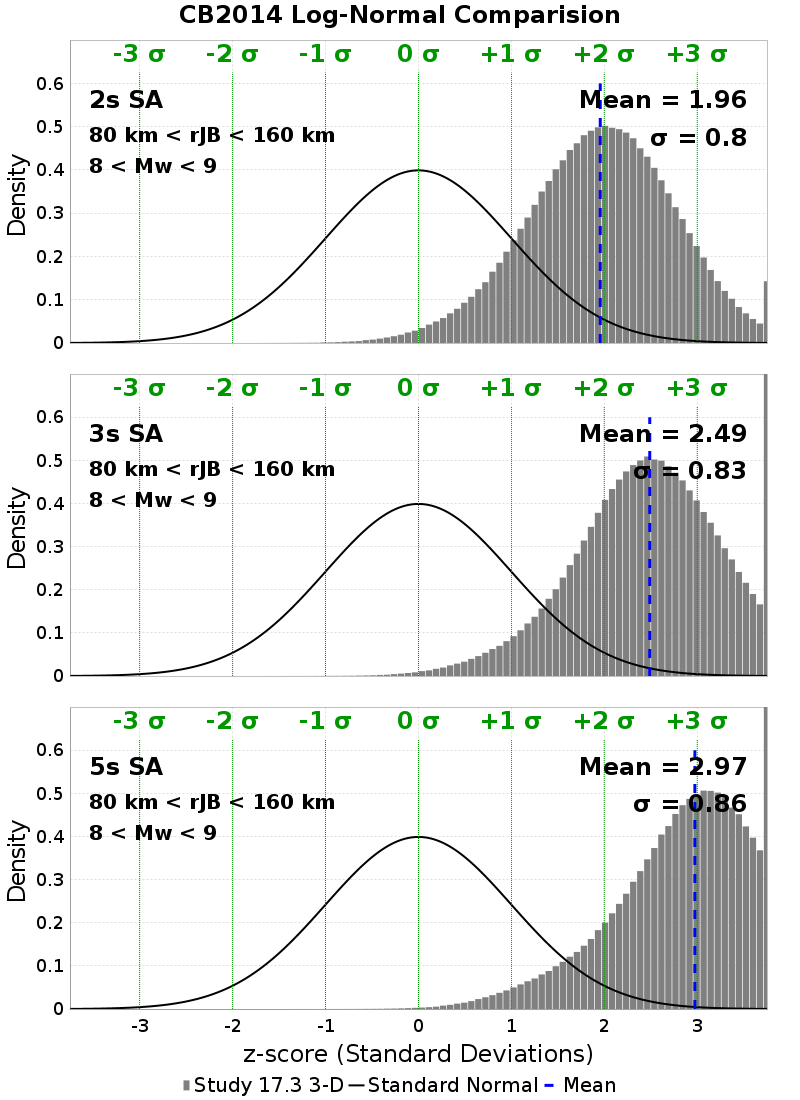 CB2014 Log-Normal Comparision
-3 σ -2 σ -1 σ 0 σ +1 σ +2 σ +3 σ
0.6
2s SA Mean = 1.96
0.5
80 km < rJB < 160 km σ = 0.8
8 < Mw < 9
0.4
0.3
0.2
0.1
0
Density
-3 σ -2 σ -1 σ 0 σ +1 σ +2 σ +3 σ
0.6
3s SA Mean = 2.49
0.5
80 km < rJB < 160 km σ = 0.83
8 < Mw < 9
0.4
0.3
0.2
0.1
0
Density
-3 σ -2 σ -1 σ 0 σ +1 σ +2 σ +3 σ
0.6
5s SA Mean = 2.97
0.5
80 km < rJB < 160 km σ = 0.86
8 < Mw < 9
0.4
0.3
0.2
0.1
0
Density
-3 -2 -1 0 1 2 3
z-score (Standard Deviations)
Study 17.3 3-D Standard Normal Mean